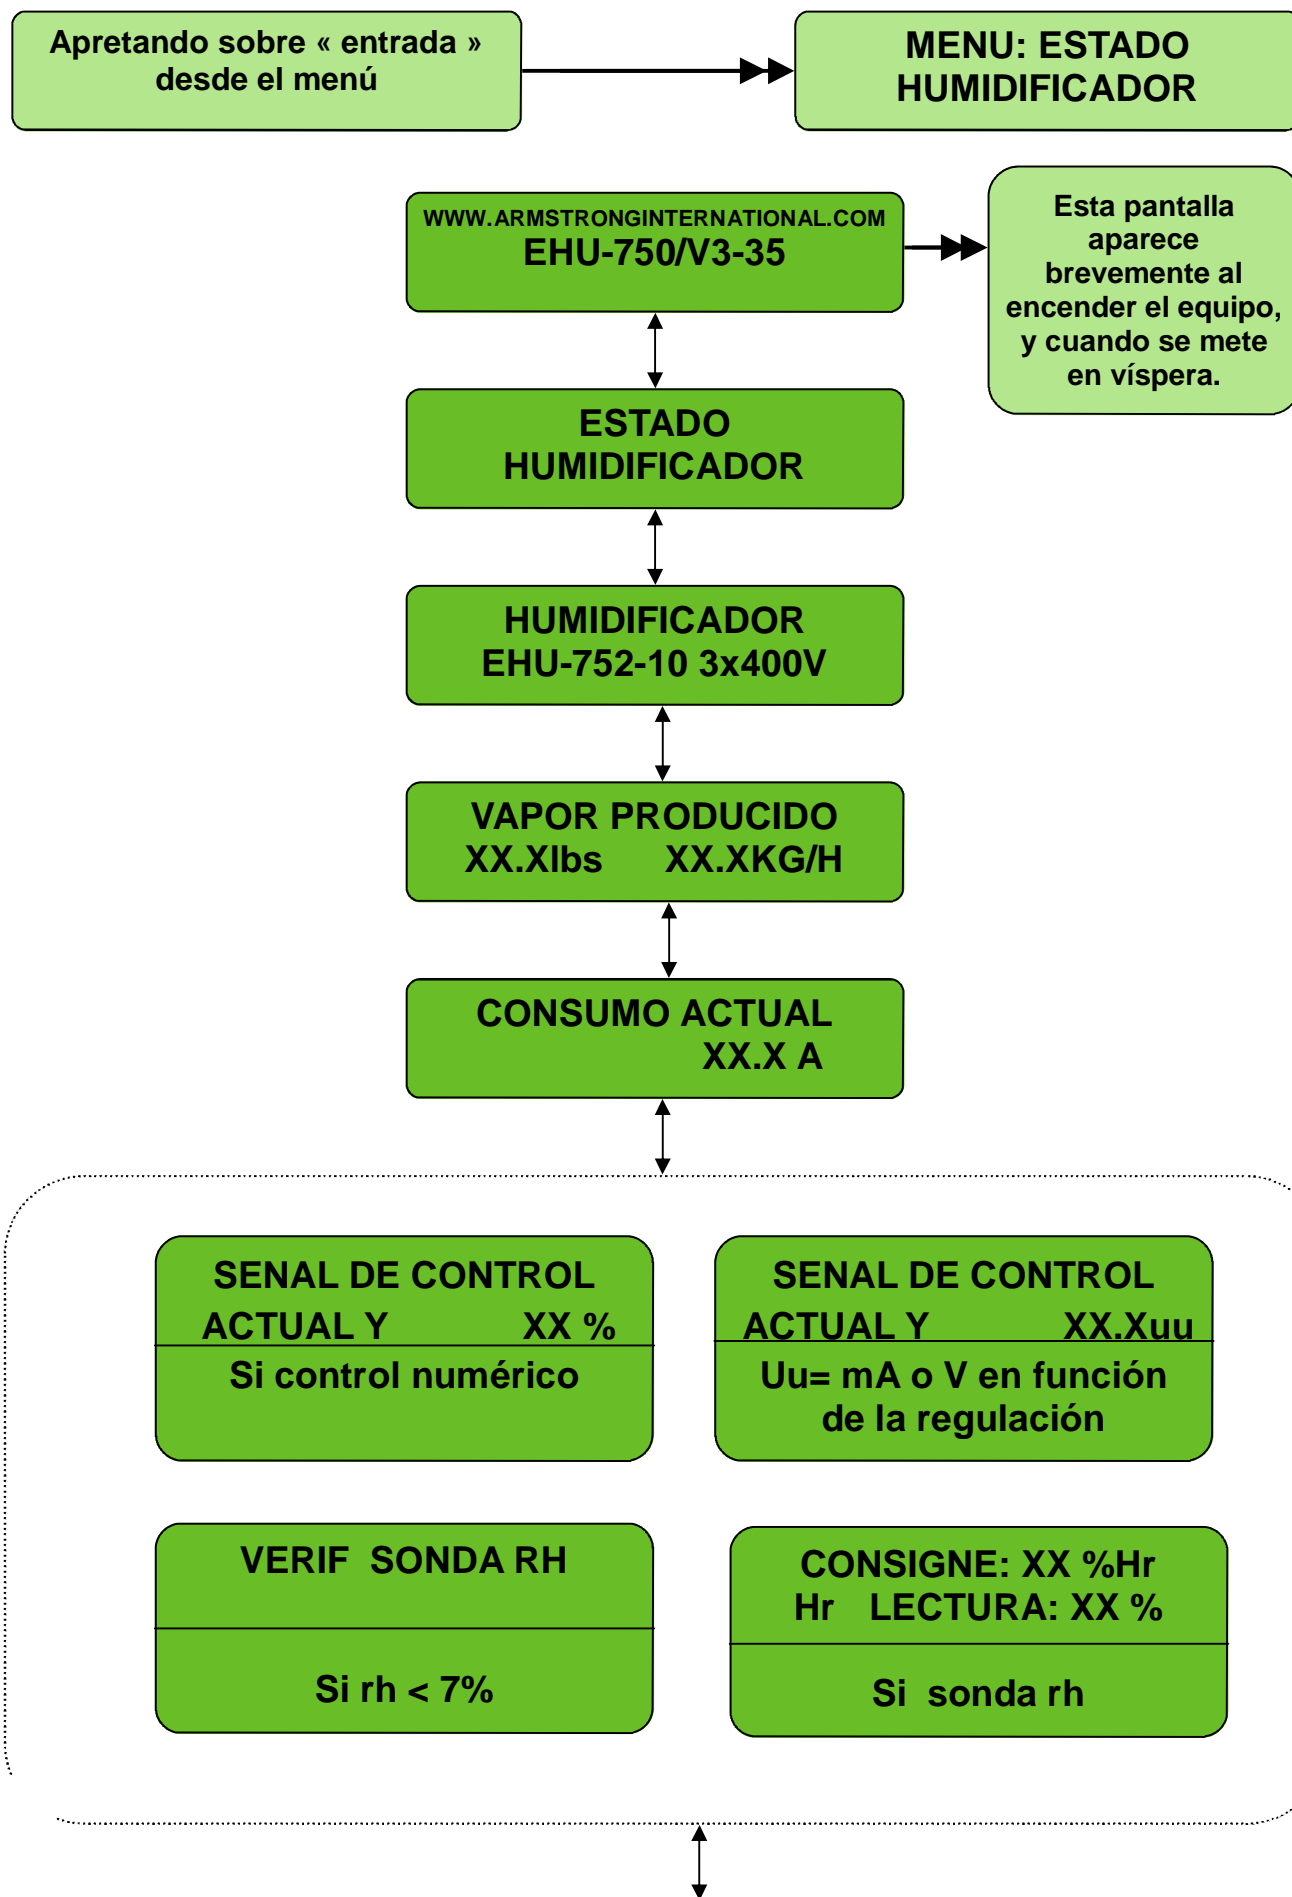 Apretando sobre « entrada »
desde el menú
MENU: ESTADO
HUMIDIFICADOR
WWW.ARMSTRONGINTERNATIONAL.COM
EHU-750/V3-35
Esta pantalla
aparece
brevemente al
encender el equipo,
y cuando se mete
en víspera.
ESTADO
HUMIDIFICADOR
HUMIDIFICADOR
EHU-752-10 3x400V
VAPOR PRODUCIDO
XX.Xlbs XX.XKG/H
CONSUMO ACTUAL
XX.X A
SENAL DE CONTROL
ACTUAL Y XX %
Si control numérico
SENAL DE CONTROL
ACTUAL Y XX.Xuu
Uu= mA o V en función
de la regulación
VERIF SONDA RH
Si rh < 7%
CONSIGNE: XX %Hr
Hr LECTURA: XX %
Si sonda rh